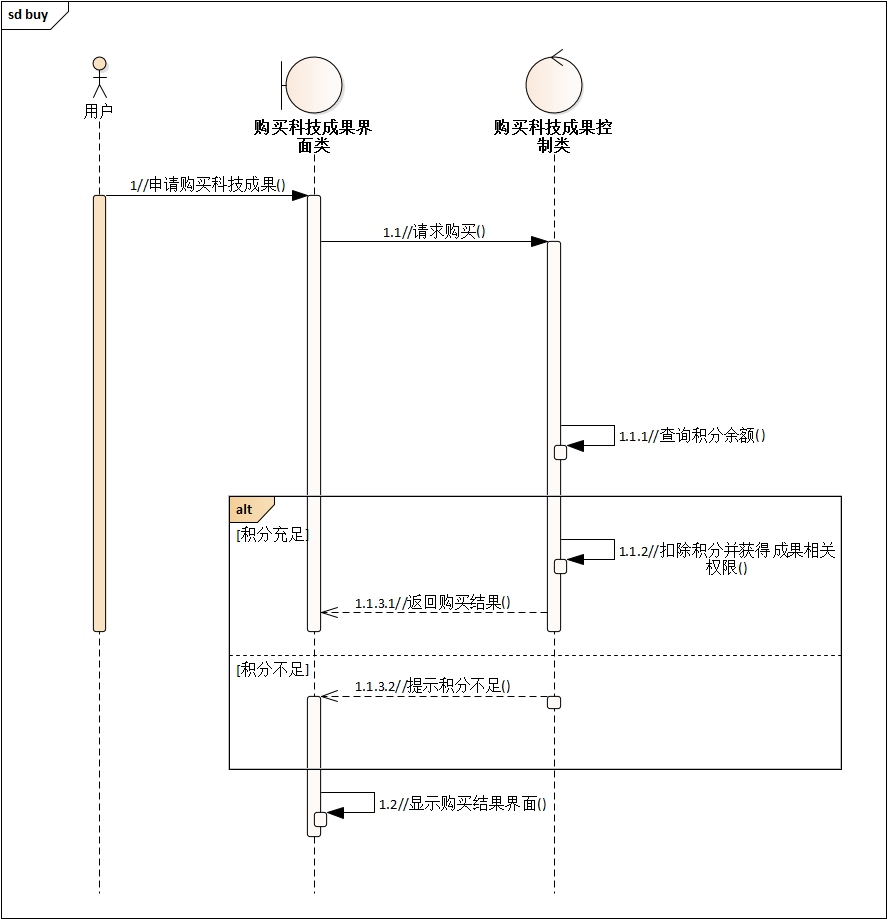 sd buy
用户
购买科技成果界
面类
购买科技成果控
制类
1//申请购买科技成果()
1.1//请求购买()
1.1.1//查询积分余额()
alt
[积分充足]
1.1.2//扣除积分并获得成果相关
权限()
1.1.3.1//返回购买结果()
[积分不足]
1.1.3.2//提示积分不足()
1.2//显示购买结果界面()